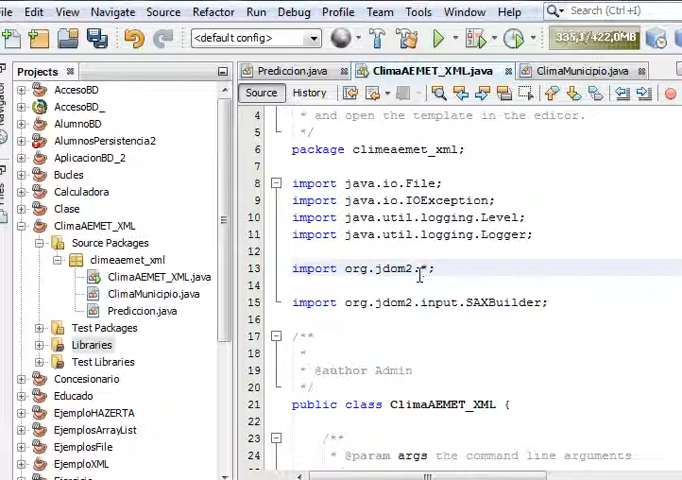 File Edit View Navigate Source Refactor Run Debug Profile Team Tools Window Help Search (Ctrl+I)
<default config> 335,1/422,0MB
Projects Prediccion.java ClimaAEMET_XML.java ClimaMunicipio.java
Source History
Navigator
Files
AccesoBD
AccesoBD_
AlumnoBD
AlumnosPersistencia2
AplicacionBD_2
Bucles
Calculadora
Clase
ClimaAEMET_XML
Source Packages
climeaemet_xml
ClimaAEMET_XML.java
ClimaMunicipio.java
Prediccion.java
Test Packages
Libraries
Test Libraries
Concesionario
Educado
EjemploHAZERTA
EjemplosArrayList
EjemplosFile
EjemploXML
4 * and open the template in the editor.
5 */
6 package climeaemet_xml;
7
8 import java.io.File;
9 import java.io.IOException;
10 import java.util.logging.Level;
11 import java.util.logging.Logger;
12
13 import org.jdom2.*;
14
15 import org.jdom2.input.SAXBuilder;
16
17 /**
18 *
19 * @author Admin
20 */
21 public class ClimaAEMET_XML {
22
23 /**
24 * @param args the command line arguments